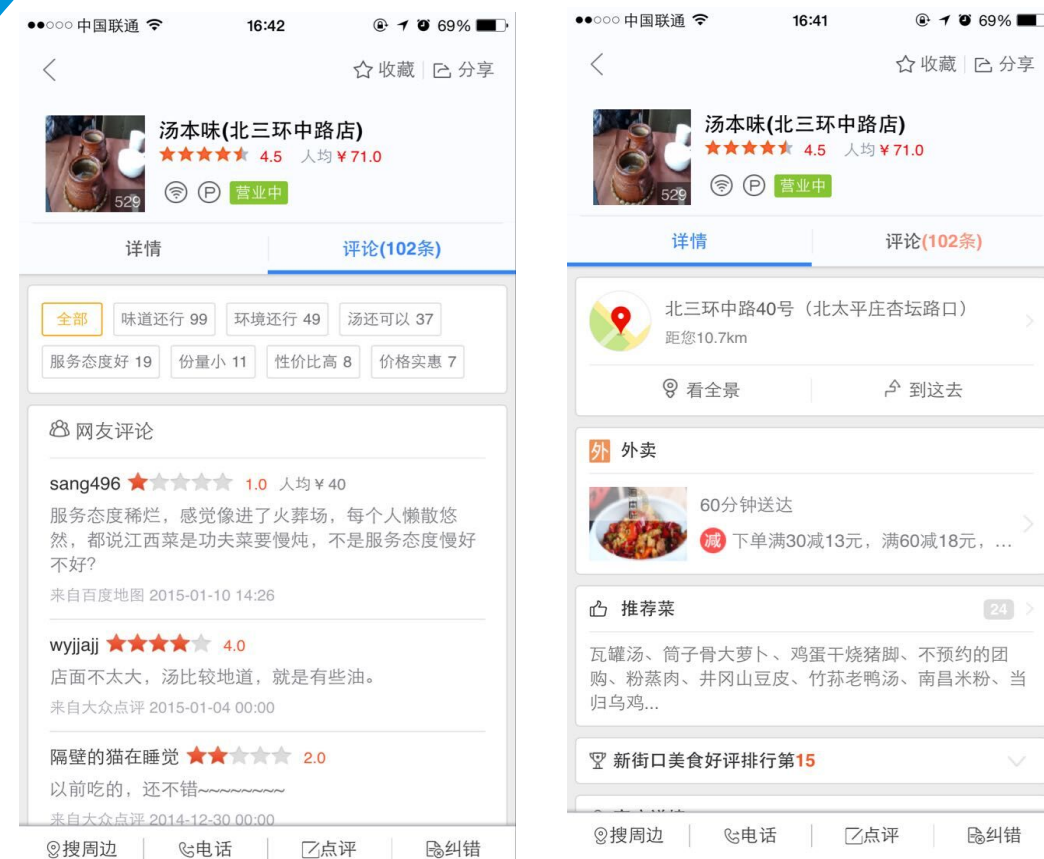 中国联通 16:42 69%
收藏 分享
汤本味(北三环中路店)
4.5 人均￥71.0
529 P 营业中
详情 评论(102条)
全部 味道还行 99 环境还行 49 汤还可以 37
服务态度好 19 份量小 11 性价比高 8 价格实惠 7
网友评论
sang496 1.0 人均￥40
服务态度稀烂，感觉像进了火葬场，每个人懒散悠
然，都说江西菜是功夫菜要慢炖，不是服务态度慢好
不好?
来自百度地图 2015-01-10 14:26
wyjjajj 4.0
店面不太大，汤比较地道，就是有些油。
来自大众点评 2015-01-04 00:00
隔壁的猫在睡觉 2.0
以前吃的，还不错~~~~~~~~~
来自大众点评 2014-12-30 00:00
搜周边 电话 点评 纠错
中国联通 16:41 69%
收藏 分享
汤本味(北三环中路店)
4.5 人均￥71.0
529 P 营业中
详情 评论(102条)
北三环中路40号（北太平庄杏坛路口）
距您10.7km
看全景 到这去
外 外卖
60分钟送达
减 下单满30减13元，满60减18元，...
推荐菜 24
瓦罐汤、筒子骨大萝卜、鸡蛋干烧猪脚、不预约的团
购、粉蒸肉、井冈山豆皮、竹荪老鸭汤、南昌米粉、当
归乌鸡...
新街口美食好评排行第15
搜周边 电话 点评 纠错